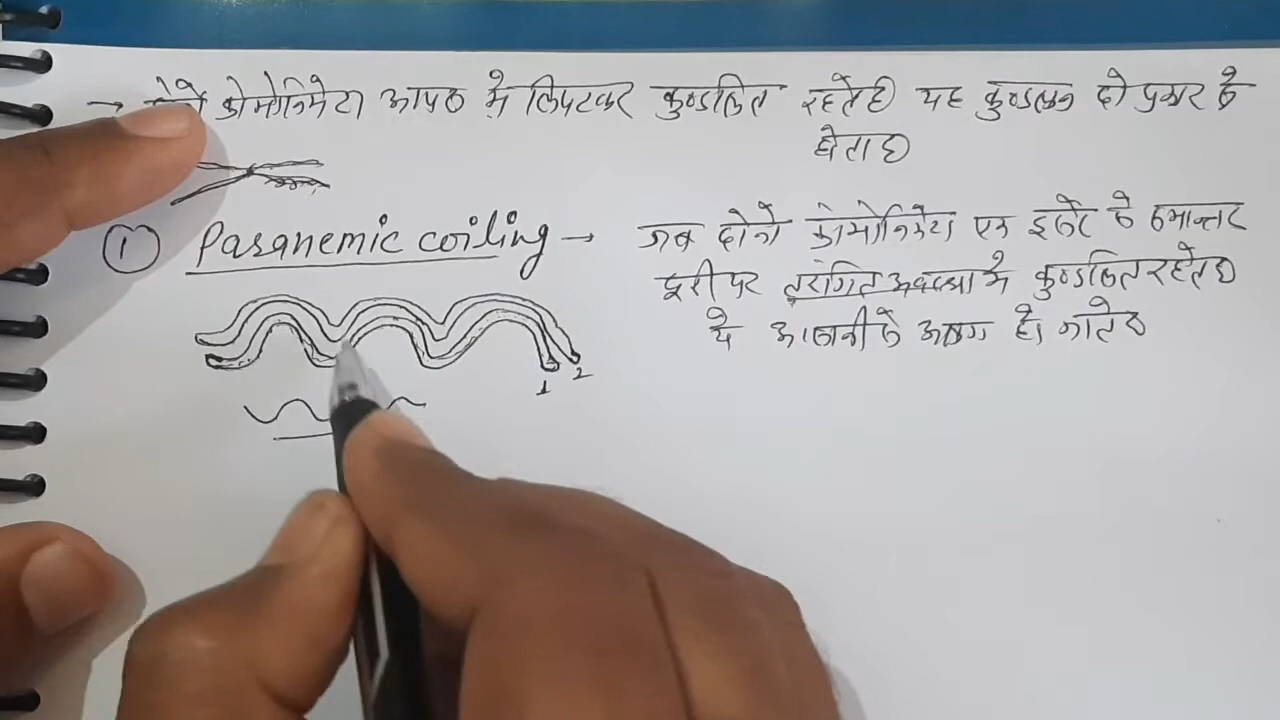 → दोनों क्रोमोनिमेटा आपस में लिपटकर कुण्डलित रहतेहै यह कुण्डलन दो प्रकार के
होता है
① Paranemic coiling → जब दोनो क्रोमोनिमेटा एक दूसरे के समान्तर
दूरी पर तरंगित अवस्था मे कुण्डलित रहतेहै
ये आसानी से अलग हो जाते है
1 2